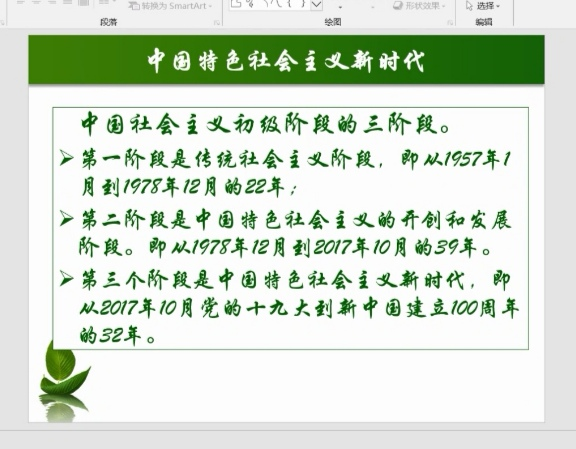 转换为 SmartArt
形状效果
选择
段落
绘图
编辑
中国特色社会主义新时代
中国社会主义初级阶段的三阶段。
第一阶段是传统社会主义阶段，即从1957年1
月到1978年12月的22年；
第二阶段是中国特色社会主义的开创和发展
阶段。即从1978年12月到2017年10月的39年。
第三个阶段是中国特色社会主义新时代，即
从2017年10月党的十九大到新中国建立100周年
的32年。